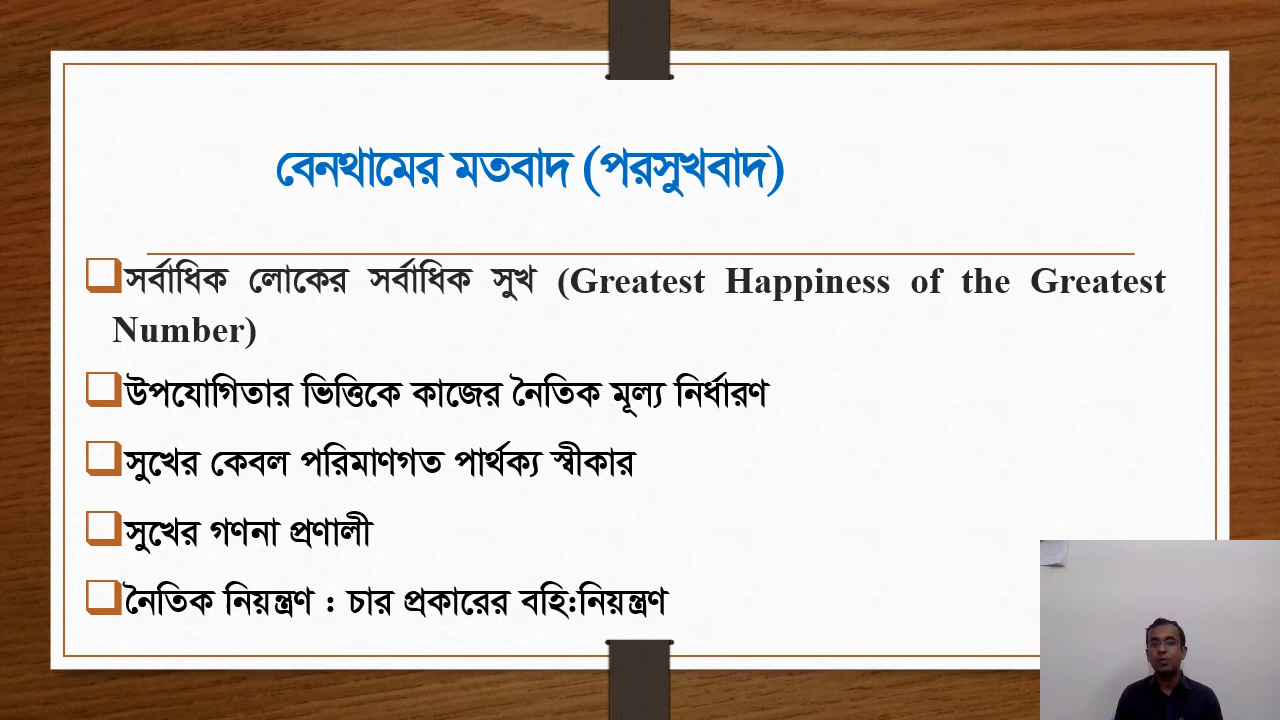 বেনথামের মতবাদ (পরসুখবাদ)
সর্বাধিক লোকের সর্বাধিক সুখ (Greatest Happiness of the Greatest
Number)
উপযোগিতার ভিত্তিকে কাজের নৈতিক মূল্য নির্ধারণ
সুখের কেবল পরিমাণগত পার্থক্য স্বীকার
সুখের গণনা প্রণালী
নৈতিক নিয়ন্ত্রণ : চার প্রকারের বহি:নিয়ন্ত্রণ